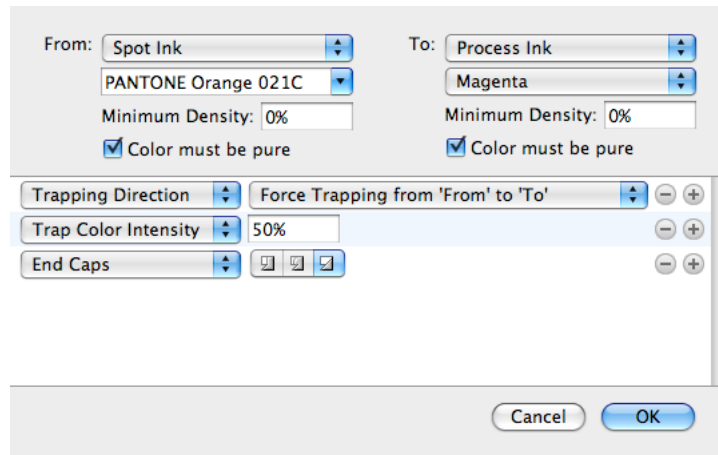 From: Spot Ink To: Process Ink
PANTONE Orange 021C Magenta
Minimum Density: 0% Minimum Density: 0%
Color must be pure Color must be pure
Trapping Direction Force Trapping from 'From' to 'To'
Trap Color Intensity 50%
End Caps
Cancel OK